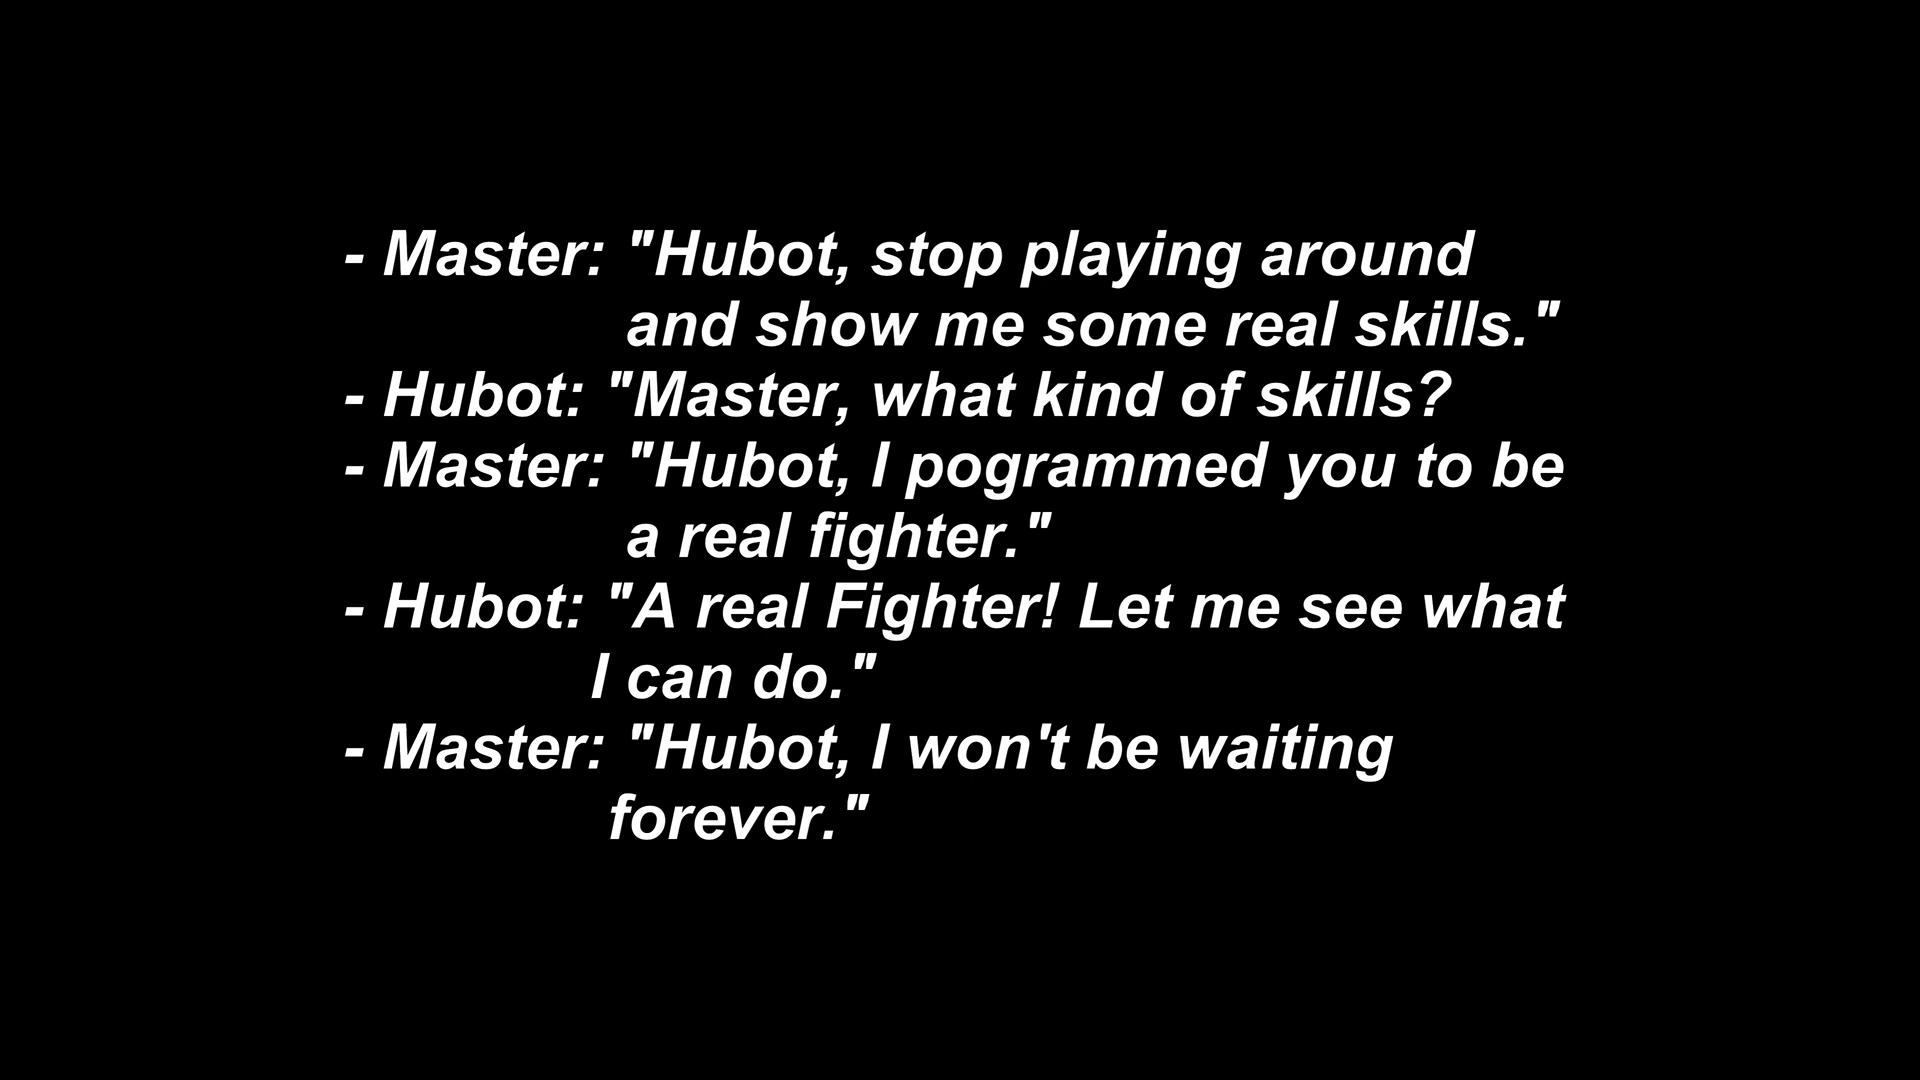 - Master: "Hubot, stop playing around
and show me some real skills."
- Hubot: "Master, what kind of skills?
- Master: "Hubot, I pogrammed you to be
a real fighter."
- Hubot: "A real Fighter! Let me see what
I can do."
- Master: "Hubot, I won't be waiting
forever."